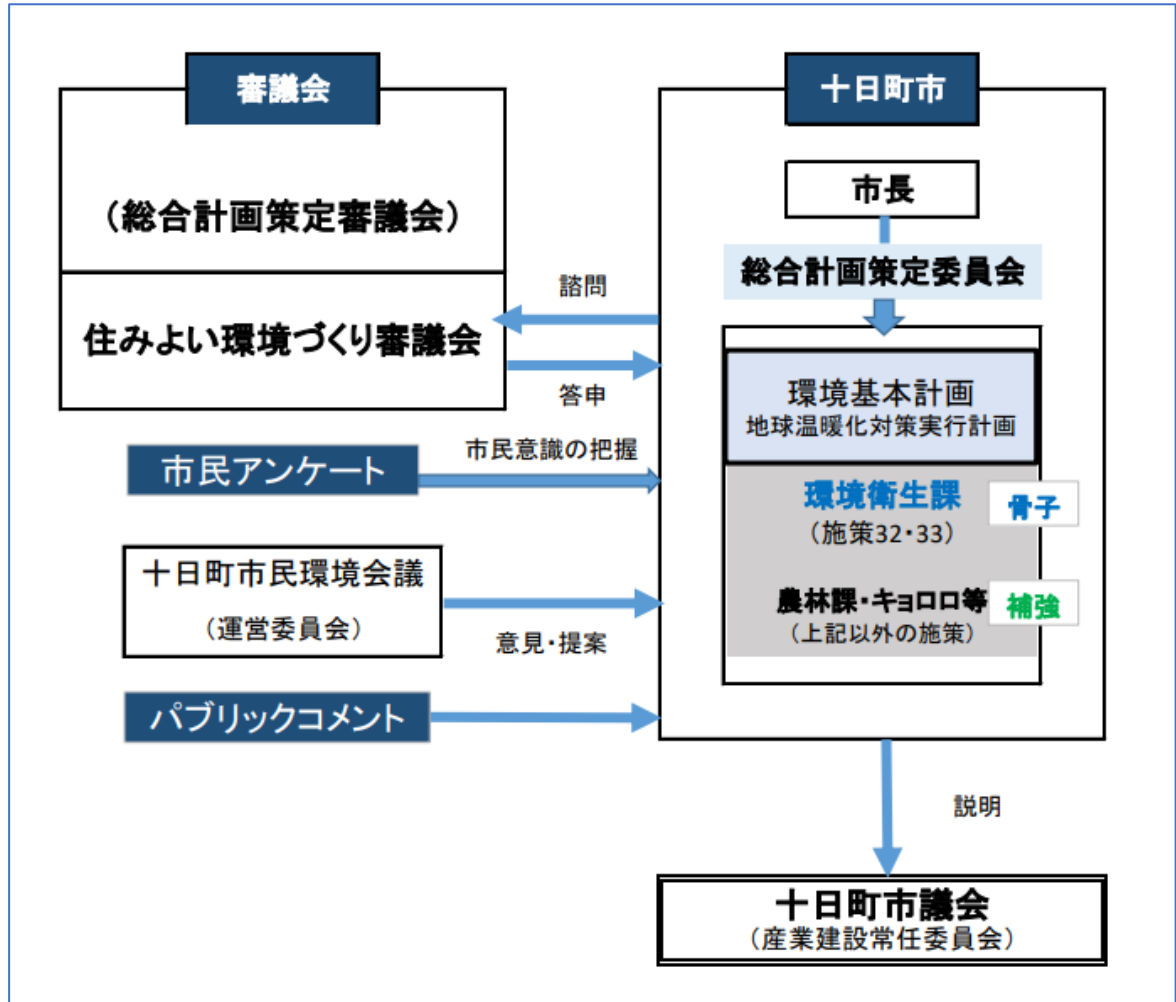 審議会
(総合計画策定審議会)
住みよい環境づくり審議会
諮問
答申
市民アンケート
市民意識の把握
十日町市民環境会議
(運営委員会)
意見・提案
パブリックコメント
十日町市
市長
総合計画策定委員会
環境基本計画
地球温暖化対策実行計画
環境衛生課
(施策32・33)
骨子
農林課・キョロロ等
(上記以外の施策)
補強
説明
十日町市議会
(産業建設常任委員会)